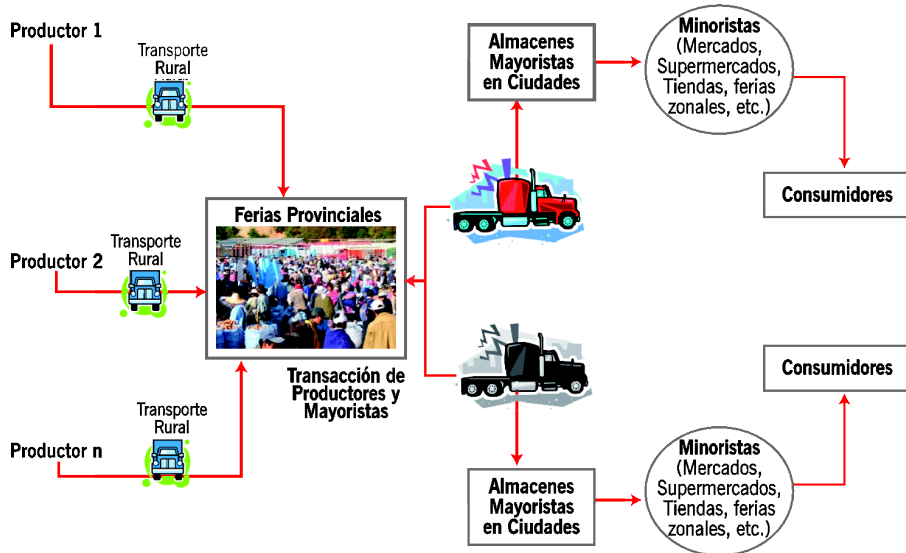 Productor 1
Transporte
Rural
Productor 2
Transporte
Rural
Productor n
Transporte
Rural
Ferias Provinciales
Transacción de
Productores y
Mayoristas
Almacenes
Mayoristas
en Ciudades
Minoristas
(Mercados,
Supermercados,
Tiendas, ferias
zonales, etc.)
Consumidores
Almacenes
Mayoristas
en Ciudades
Minoristas
(Mercados,
Supermercados,
Tiendas, ferias
zonales, etc.)
Consumidores